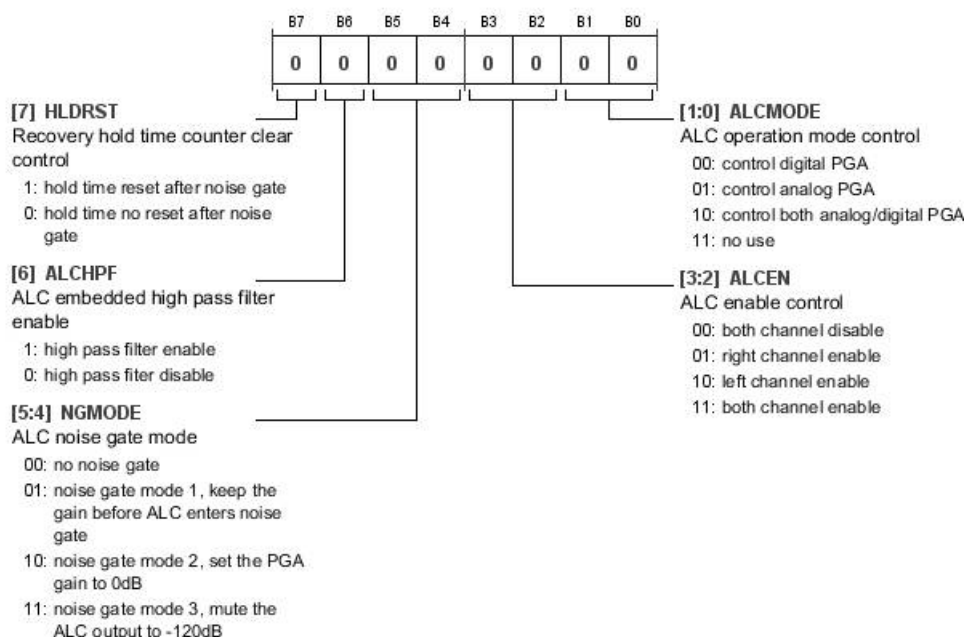 B7 B6 B5 B4 B3 B2 B1 B0
0 0 0 0 0 0 0 0
[7] HLDRST
Recovery hold time counter clear
control
1: hold time reset after noise gate
0: hold time no reset after noise
gate
[6] ALCHPF
ALC embedded high pass filter
enable
1: high pass filter enable
0: high pass fiter disable
[5:4] NGMODE
ALC noise gate mode
00: no noise gate
01: noise gate mode 1, keep the
gain before ALC enters noise
gate
10: noise gate mode 2, set the PGA
gain to 0dB
11: noise gate mode 3, mute the
ALC output to -120dB
[1:0] ALCMODE
ALC operation mode control
00: control digital PGA
01: control analog PGA
10: control both analog/digital PGA
11: no use
[3:2] ALCEN
ALC enable control
00: both channel disable
01: right channel enable
10: left channel enable
11: both channel enable